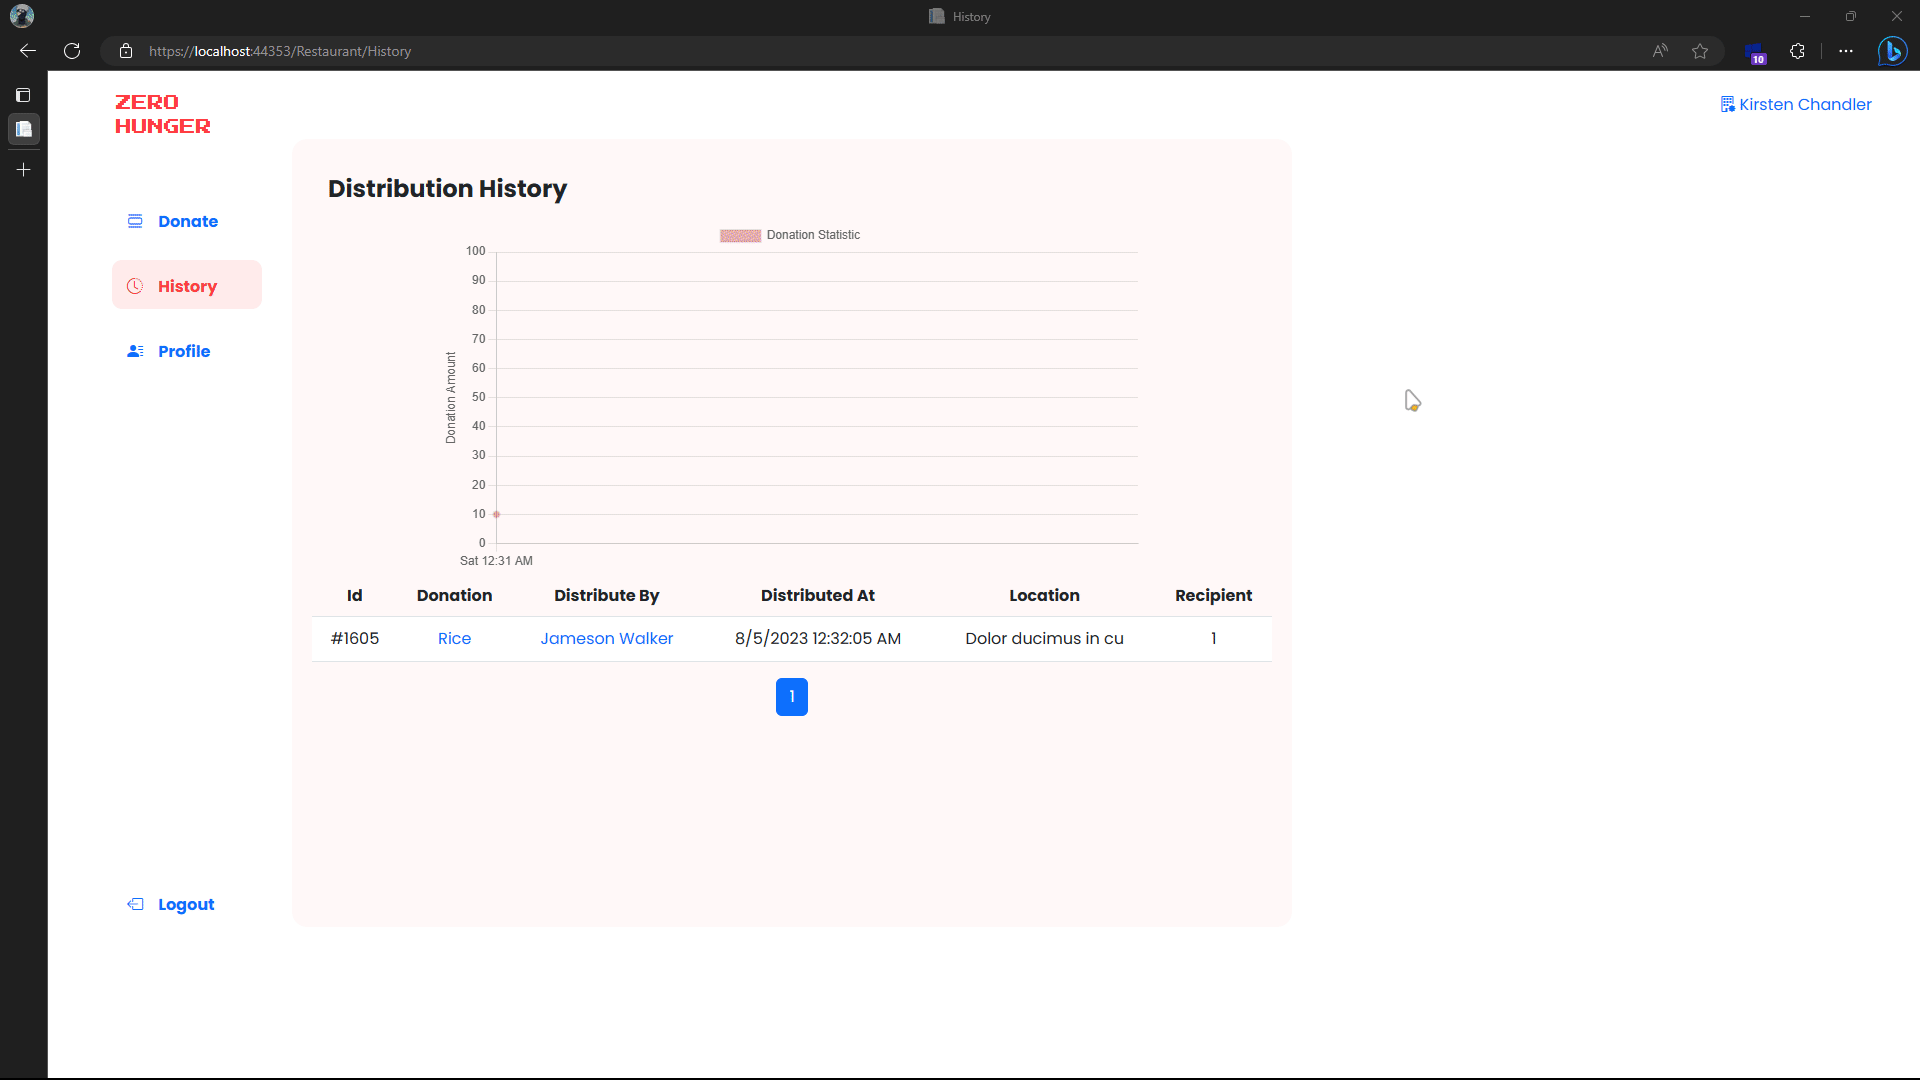 History
https://localhost:44353/Restaurant/History
10
ZERO
HUNGER
Kirsten Chandler
Donate
History
Profile
Logout
Distribution History
Donation Statistic
Donation Amount
100
90
80
70
60
50
40
30
20
10
0
Sat 12:31 AM
Id Donation Distribute By Distributed At Location Recipient
#1605 Rice Jameson Walker 8/5/2023 12:32:05 AM Dolor ducimus in cu 1
1